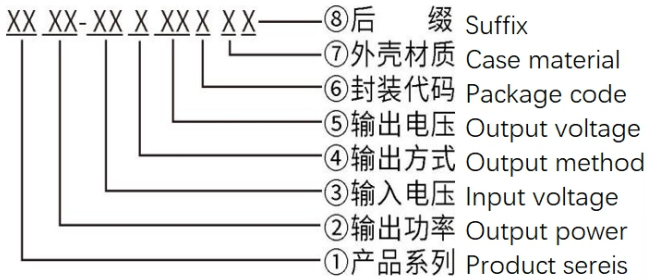 XX XX-XX X XX X X X
⑧后 缀 Suffix
⑦外壳材质 Case material
⑥封装代码 Package code
⑤输出电压 Output voltage
④输出方式 Output method
③输入电压 Input voltage
②输出功率 Output power
①产品系列 Product sereis